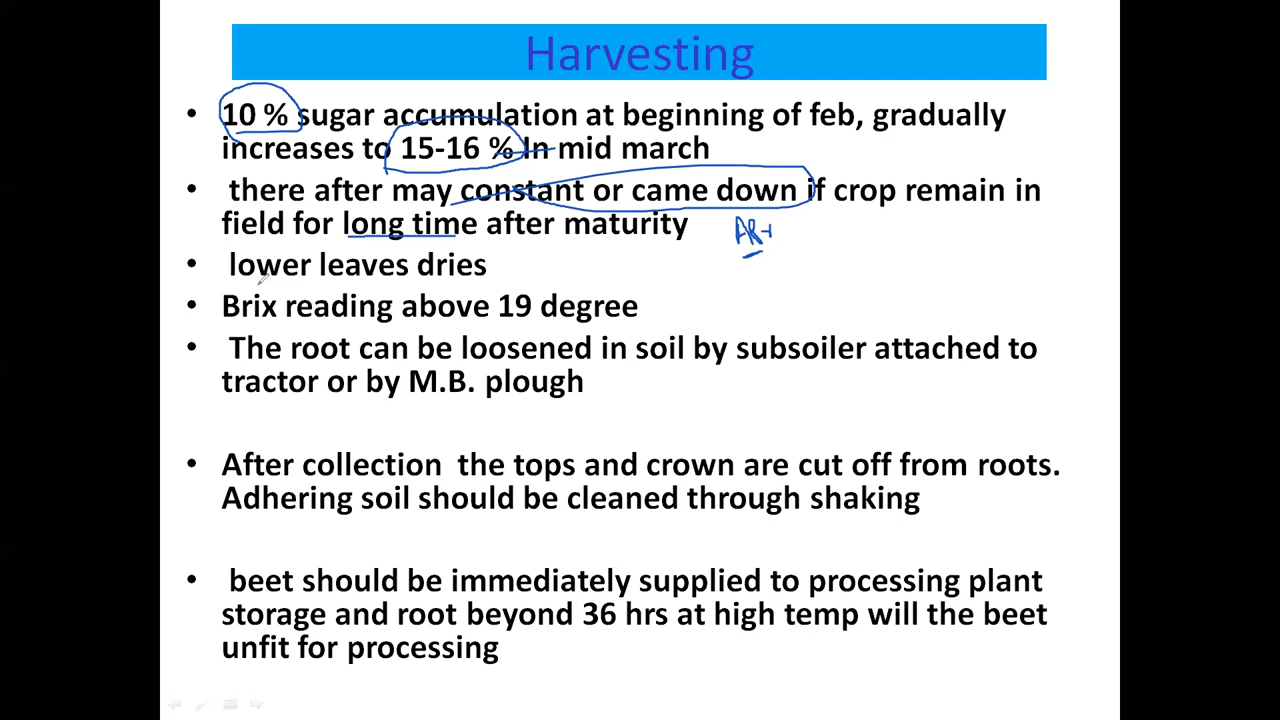 Harvesting
• 10 % sugar accumulation at beginning of feb, gradually
increases to 15-16 % In mid march
• there after may constant or came down if crop remain in
field for long time after maturity
• lower leaves dries
• Brix reading above 19 degree
• The root can be loosened in soil by subsoiler attached to
tractor or by M.B. plough
• After collection the tops and crown are cut off from roots.
Adhering soil should be cleaned through shaking
• beet should be immediately supplied to processing plant
storage and root beyond 36 hrs at high temp will the beet
unfit for processing